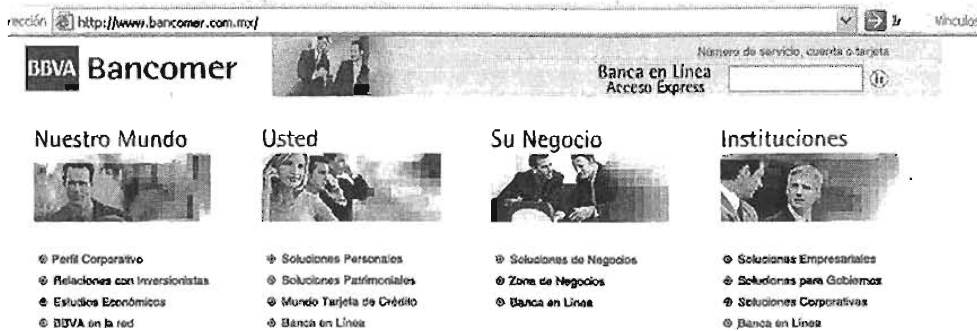 rección http://www.bancomer.com.mx/ Ir Vínculos
Número de servicio, cuenta o tarjeta
BBVA Bancomer
Banca en Línea
Acceso Express
ir
Nuestro Mundo
Perfil Corporativo
Relaciones con Inversionistas
Estudios Económicos
BBVA en la red
Usted
Soluciones Personales
Soluciones Patrimoniales
Mundo Tarjeta de Crédito
Banca en Línea
Su Negocio
Soluciones de Negocios
Zona de Negocios
Banca en Línea
Instituciones
Soluciones Empresariales
Soluciones para Gobiernos
Soluciones Corporativas
Banca en Línea